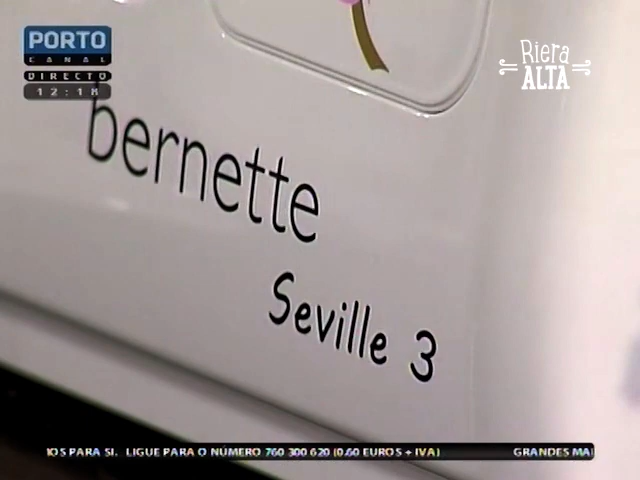 PORTO
CANAL
DIRECTO
12:18
Riera
ALTA
bernette
Seville 3
IOS PARA SI. LIGUE PARA O NÚMERO 760 300 620 (0.60 EUROS + IVA) GRANDES MA